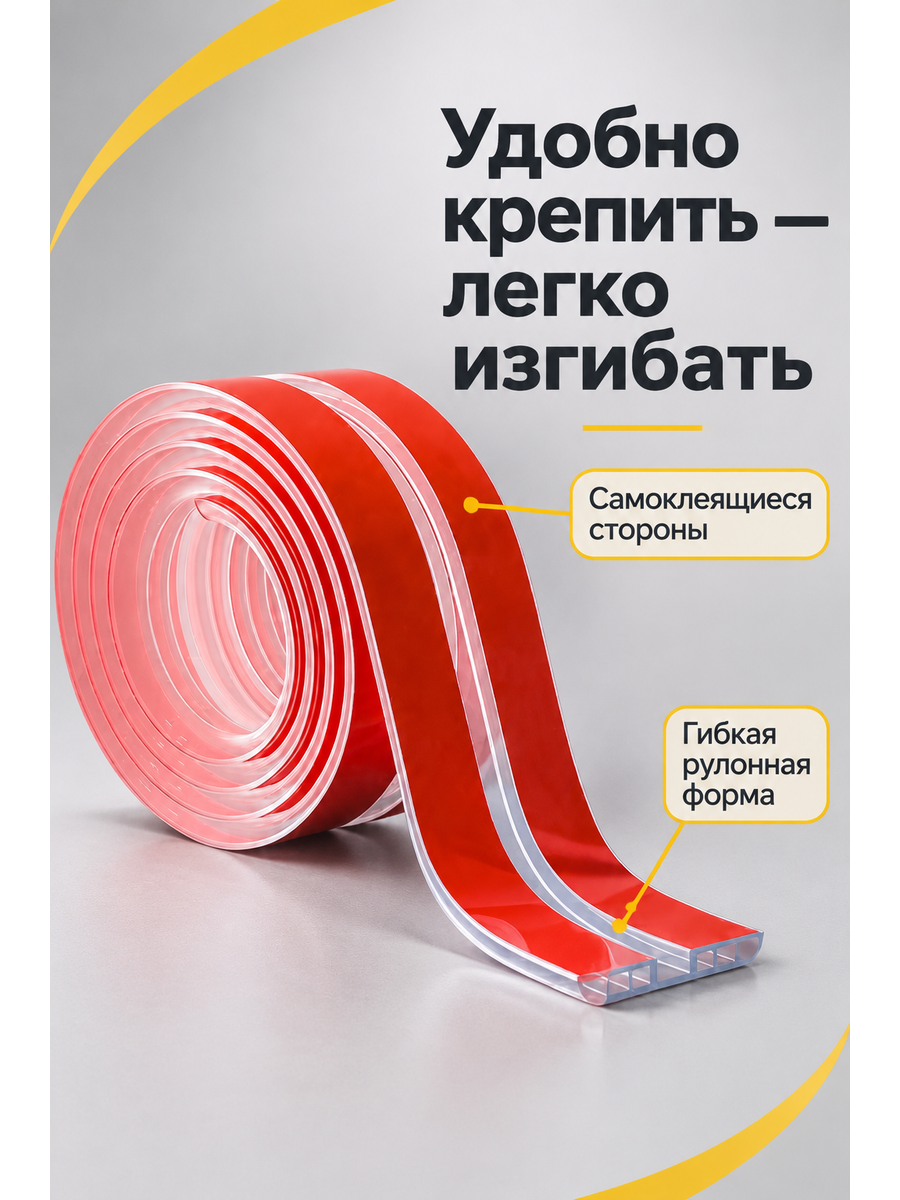 Удобно
крепить —
легко
изгибать
Самоклеящиеся
стороны
Гибкая
рулонная
форма